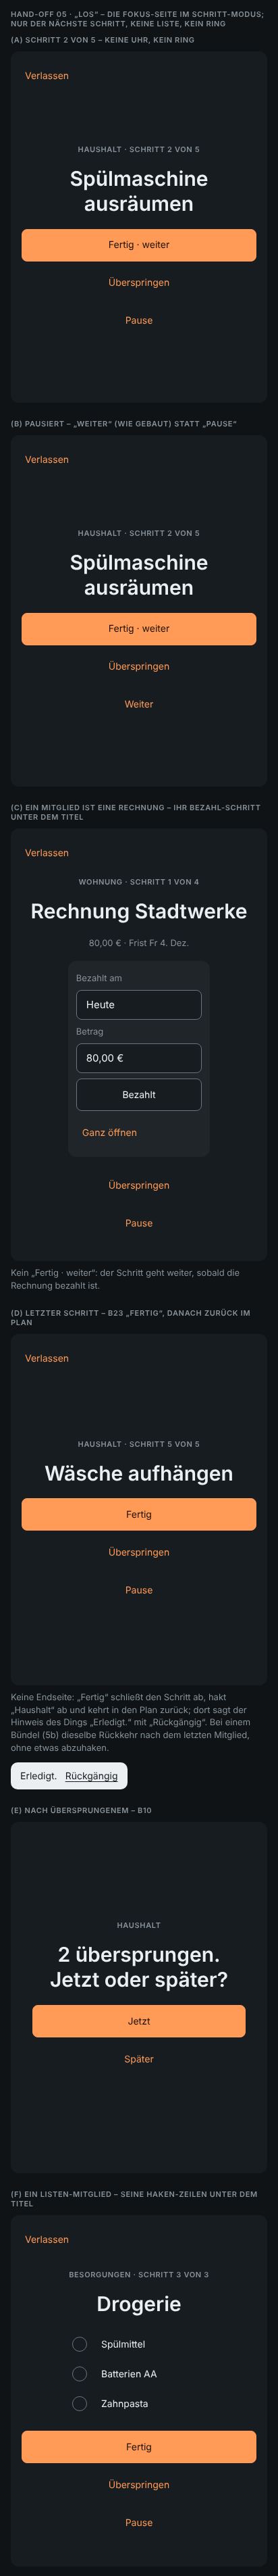 HAND-OFF 05 · „LOS“ – DIE FOKUS-SEITE IM SCHRITT-MODUS;
NUR DER NÄCHSTE SCHRITT, KEINE LISTE, KEIN RING
(A) SCHRITT 2 VON 5 – KEINE UHR, KEIN RING
Verlassen
HAUSHALT · SCHRITT 2 VON 5
Spülmaschine
ausräumen
Fertig · weiter
Überspringen
Pause
(B) PAUSIERT – „WEITER“ (WIE GEBAUT) STATT „PAUSE“
Verlassen
HAUSHALT · SCHRITT 2 VON 5
Spülmaschine
ausräumen
Fertig · weiter
Überspringen
Weiter
(C) EIN MITGLIED IST EINE RECHNUNG – IHR BEZAHL-SCHRITT
UNTER DEM TITEL
Verlassen
WOHNUNG · SCHRITT 1 VON 4
Rechnung Stadtwerke
80,00 € · Frist Fr 4. Dez.
Bezahlt am
Heute
Betrag
80,00 €
Bezahlt
Ganz öffnen
Überspringen
Pause
Kein „Fertig · weiter“: der Schritt geht weiter, sobald die
Rechnung bezahlt ist.
(D) LETZTER SCHRITT – B23 „FERTIG“, DANACH ZURÜCK IM
PLAN
Verlassen
HAUSHALT · SCHRITT 5 VON 5
Wäsche aufhängen
Fertig
Überspringen
Pause
Keine Endseite: „Fertig“ schließt den Schritt ab, hakt
„Haushalt“ ab und kehrt in den Plan zurück; dort sagt der
Hinweis des Dings „Erledigt.“ mit „Rückgängig“. Bei einem
Bündel (5b) dieselbe Rückkehr nach dem letzten Mitglied,
ohne etwas abzuhaken.
Erledigt. Rückgängig
(E) NACH ÜBERSPRUNGENEM – B10
HAUSHALT
2 übersprungen.
Jetzt oder später?
Jetzt
Später
(F) EIN LISTEN-MITGLIED – SEINE HAKEN-ZEILEN UNTER DEM
TITEL
Verlassen
BESORGUNGEN · SCHRITT 3 VON 3
Drogerie
Spülmittel
Batterien AA
Zahnpasta
Fertig
Überspringen
Pause